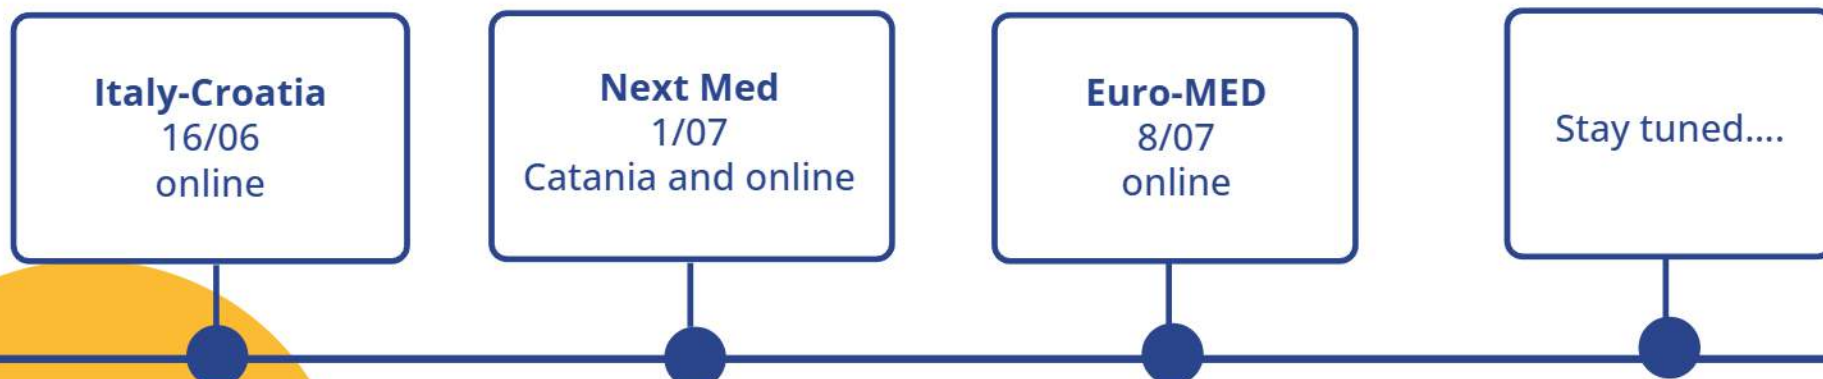 Italy-Croatia
16/06
online
Next Med
1/07
Catania and online
Euro-MED
8/07
online
Stay tuned....